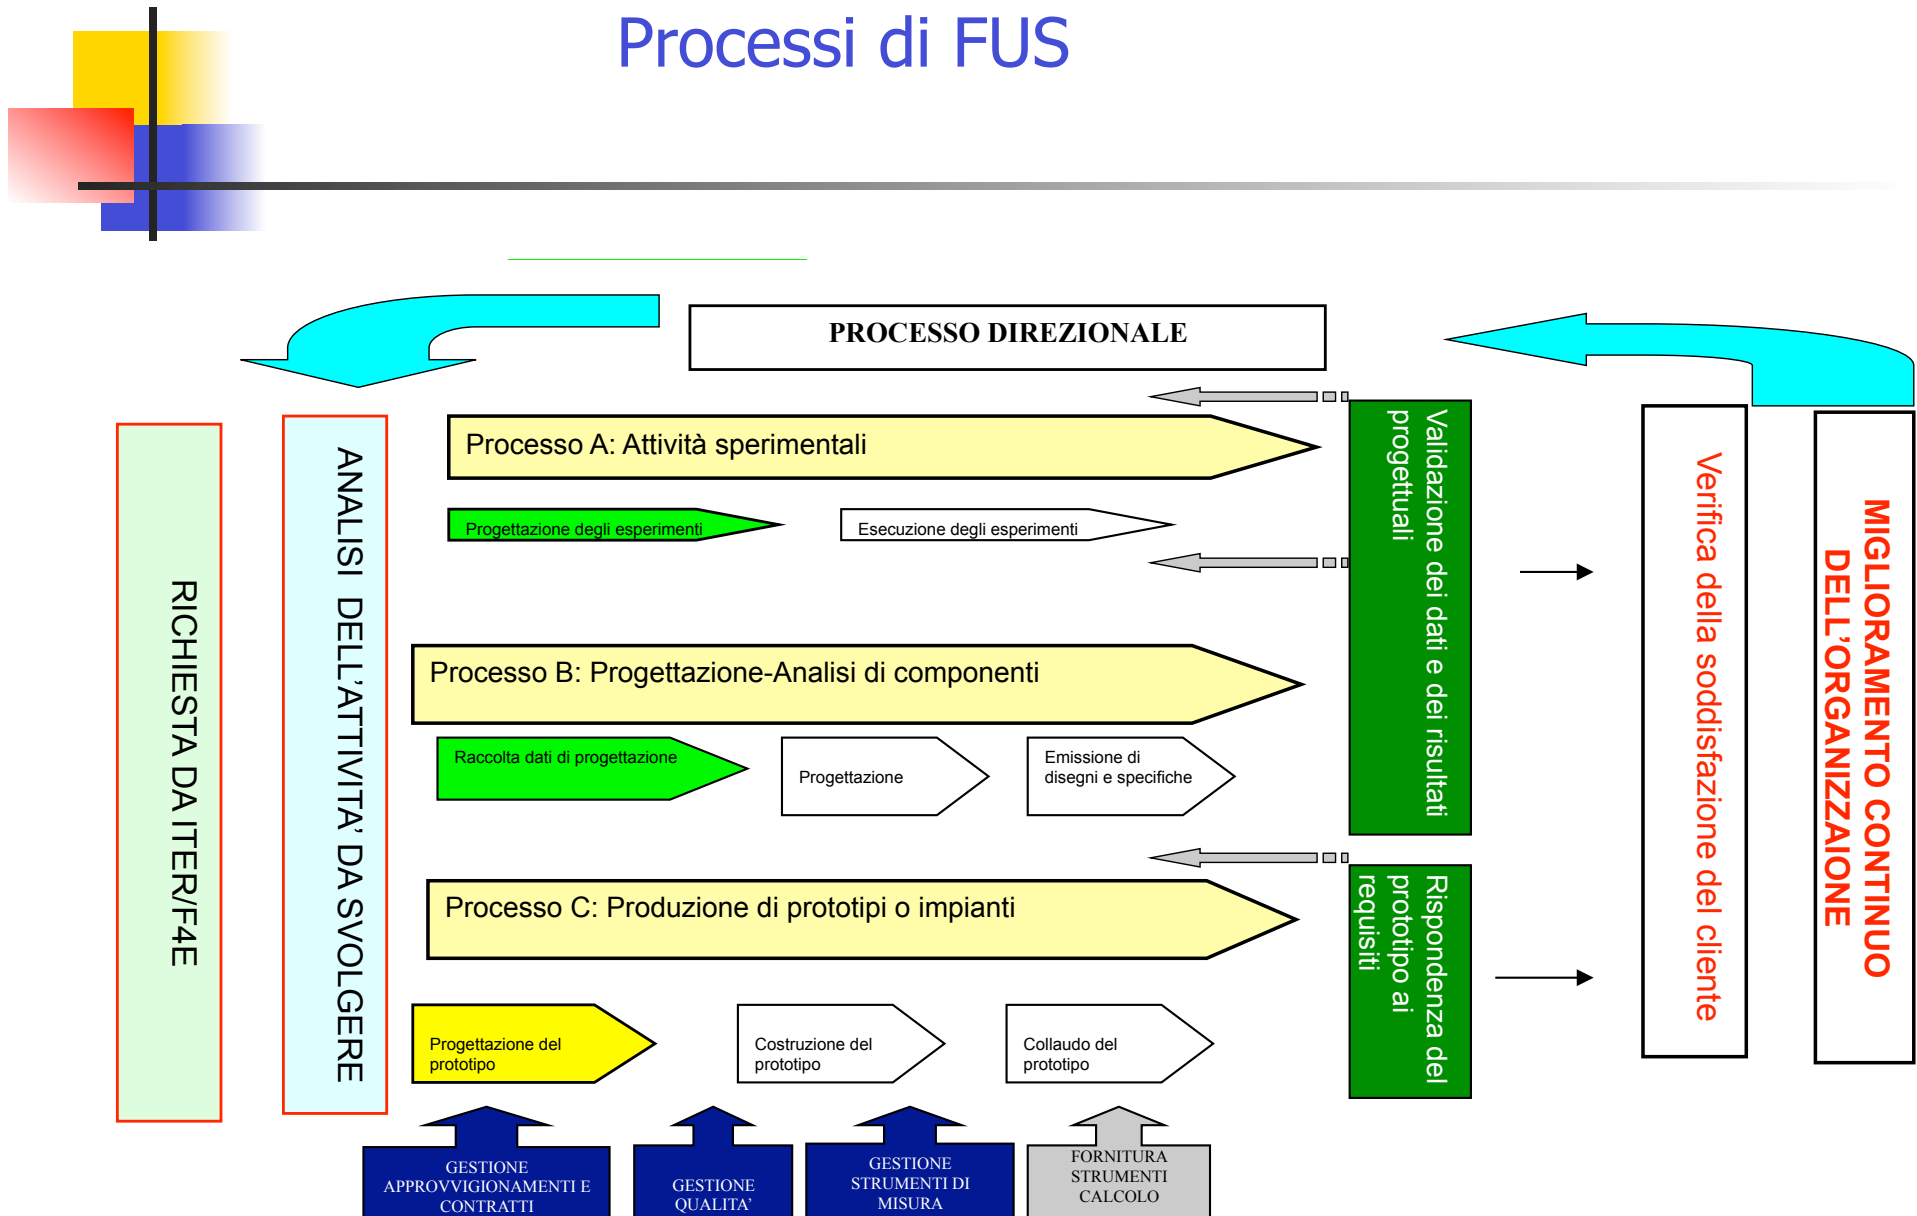 Processi di FUS
PROCESSO DIREZIONALE
RICHIESTA DA ITER/F4E
ANALISI DELL'ATTIVITA' DA SVOLGERE
Processo A: Attività sperimentali
Progettazione degli esperimenti
Esecuzione degli esperimenti
Processo B: Progettazione-Analisi di componenti
Raccolta dati di progettazione
Progettazione
Emissione di
disegni e specifiche
Processo C: Produzione di prototipi o impianti
Progettazione del
prototipo
Costruzione del
prototipo
Collaudo del
prototipo
Validazione dei dati e dei risultati
progettuali
Rispondenza del
prototipo ai
requisiti
Verifica della soddisfazione del cliente
MIGLIORAMENTO CONTINUO
DELL'ORGANIZZAIONE
GESTIONE
APPROVVIGIONAMENTI E
CONTRATTI
GESTIONE
QUALITA'
GESTIONE
STRUMENTI DI
MISURA
FORNITURA
STRUMENTI
CALCOLO